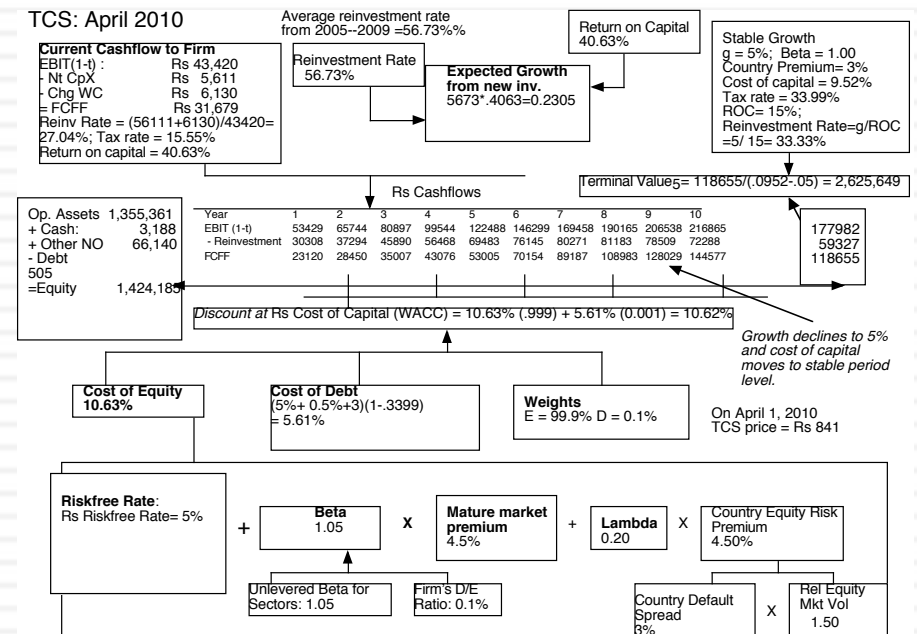 TCS: April 2010
Average reinvestment rate
from 2005--2009 =56.73%%
Current Cashflow to Firm
EBIT(1-t) : Rs 43,420
- Nt CpX Rs 5,611
- Chg WC Rs 6,130
= FCFF Rs 31,679
Reinv Rate = (56111+6130)/43420=
27.04%; Tax rate = 15.55%
Return on capital = 40.63%
Reinvestment Rate
56.73%
Expected Growth
from new inv.
5673*.4063=0.2305
Return on Capital
40.63%
Stable Growth
g = 5%; Beta = 1.00
Country Premium= 3%
Cost of capital = 9.52%
Tax rate = 33.99%
ROC= 15%;
Reinvestment Rate=g/ROC
=5/ 15= 33.33%
Rs Cashflows
Terminal Value5= 118655/(.0952-.05) = 2,625,649
Op. Assets 1,355,361
+ Cash: 3,188
+ Other NO 66,140
- Debt
505
=Equity 1,424,185
Year 1 2 3 4 5 6 7 8 9 10
EBIT (1-t) 53429 65744 80897 99544 122488 146299 169458 190165 206538 216865
- Reinvestment 30308 37294 45890 56468 69483 76145 80271 81183 78509 72288
FCFF 23120 28450 35007 43076 53005 70154 89187 108983 128029 144577
177982
59327
118655
Discount at Rs Cost of Capital (WACC) = 10.63% (.999) + 5.61% (0.001) = 10.62%
Growth declines to 5%
and cost of capital
moves to stable period
level.
Cost of Equity
10.63%
Cost of Debt
(5%+ 0.5%+3)(1-.3399)
= 5.61%
Weights
E = 99.9% D = 0.1%
On April 1, 2010
TCS price = Rs 841
Riskfree Rate:
Rs Riskfree Rate= 5%
+
Beta
1.05
X
Mature market
premium
4.5%
+
Lambda
0.20
X
Country Equity Risk
Premium
4.50%
Unlevered Beta for
Sectors: 1.05
Firm's D/E
Ratio: 0.1%
Country Default
Spread
3%
X
Rel Equity
Mkt Vol
1.50